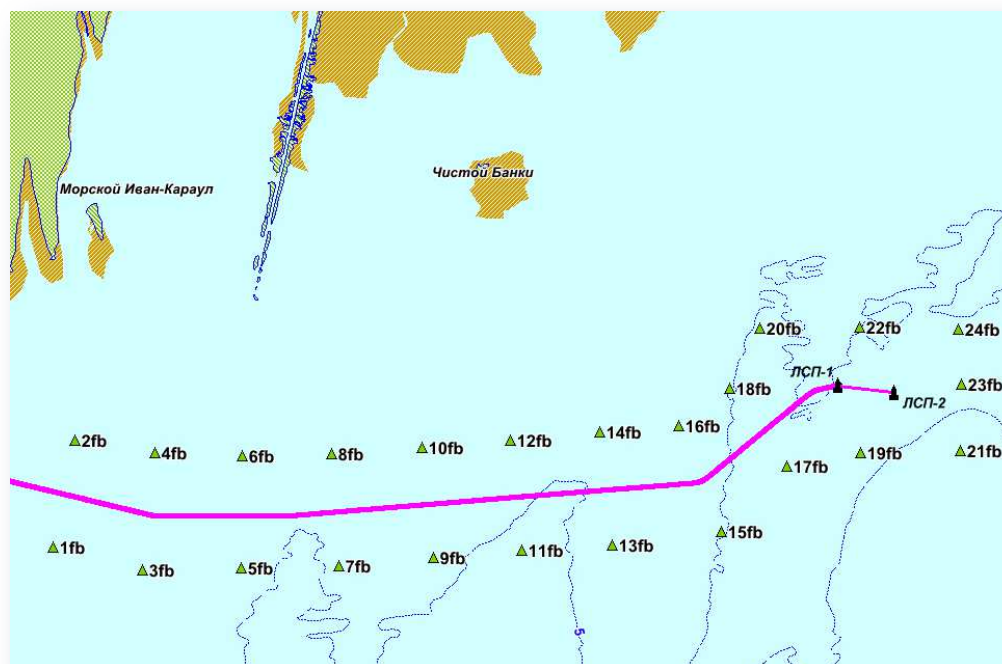 Чистой Банки
Морской Иван-Караул
20fb
22fb
24fb
ЛСП-1
18fb
23fb
ЛСП-2
2fb
4fb
6fb
8fb
10fb
12fb
14fb
16fb
17fb
19fb
21fb
1fb
3fb
5fb
7fb
9fb
11fb
13fb
15fb
5